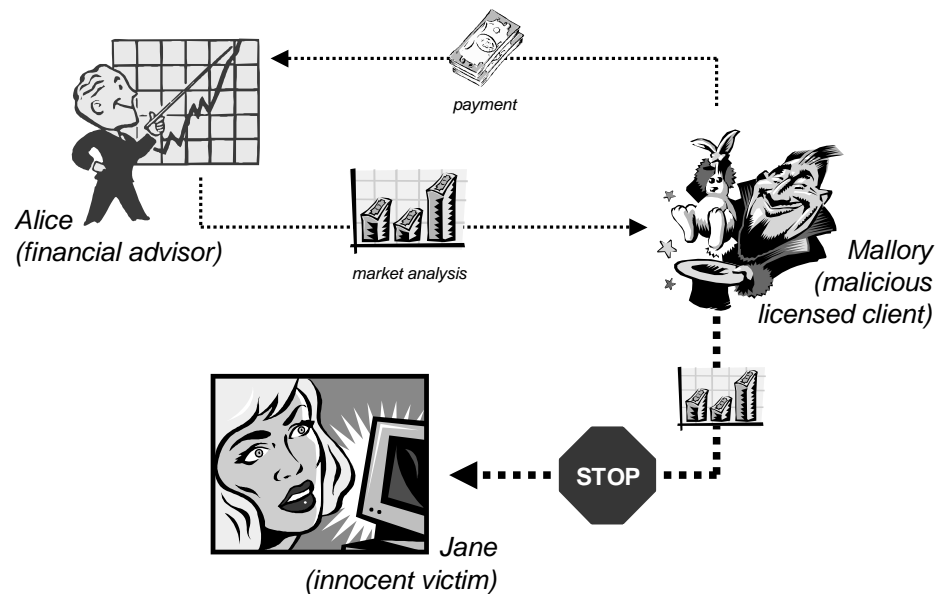 payment
Alice
(financial advisor)
market analysis
Mallory
(malicious
licensed client)
STOP
Jane
(innocent victim)